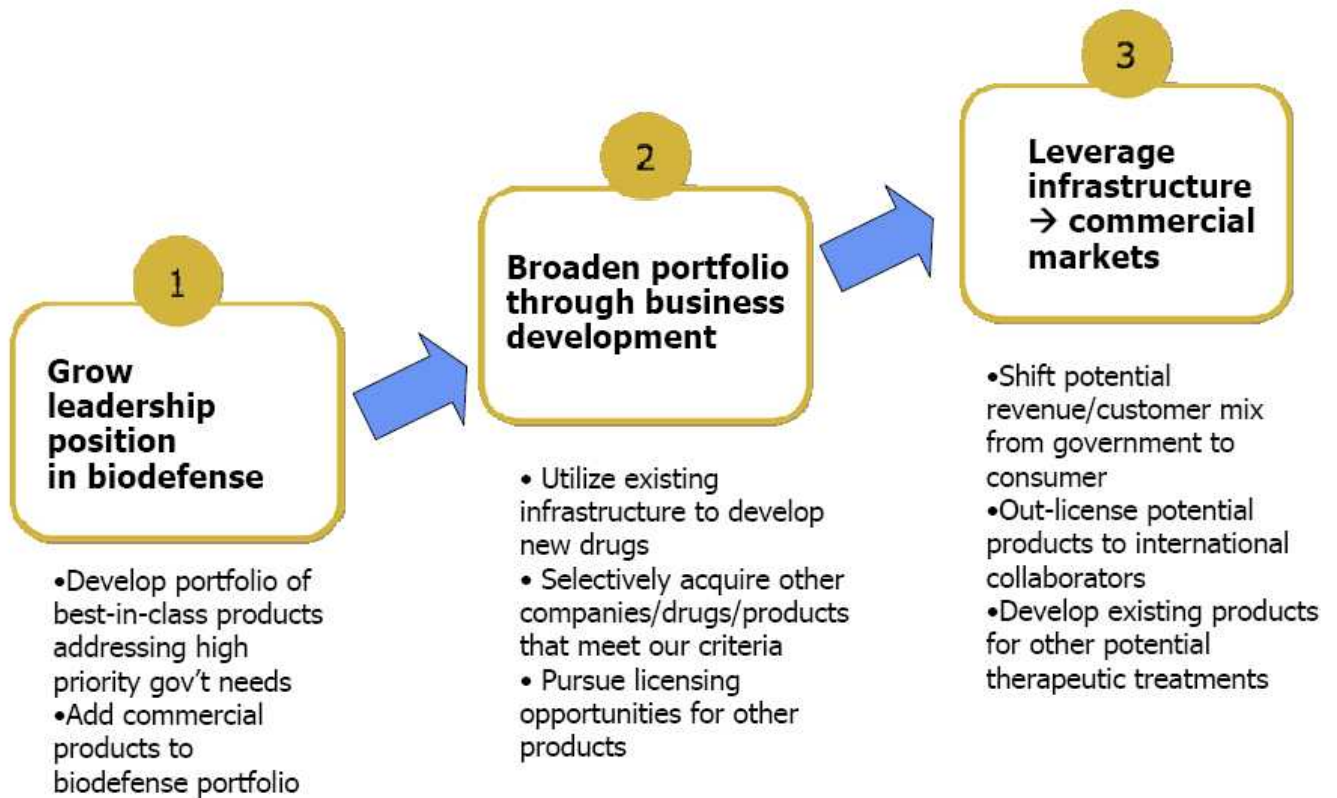 1
Grow
leadership
position
in biodefense
•Develop portfolio of
best-in-class products
addressing high
priority gov't needs
•Add commercial
products to
biodefense portfolio
2
Broaden portfolio
through business
development
• Utilize existing
infrastructure to develop
new drugs
• Selectively acquire other
companies/drugs/products
that meet our criteria
• Pursue licensing
opportunities for other
products
3
Leverage
infrastructure
→ commercial
markets
•Shift potential
revenue/customer mix
from government to
consumer
•Out-license potential
products to international
collaborators
•Develop existing products
for other potential
therapeutic treatments